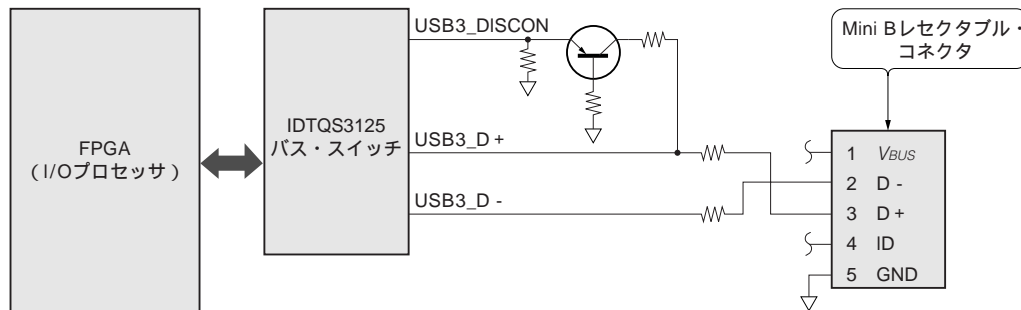 USB3_DISCON
Mini Bレセクタブル・
コネクタ
FPGA
（I/Oプロセッサ）
IDTQS3125
バス・スイッチ
USB3_D +
USB3_D -
1 VBUS
2 D -
3 D+
4 ID
5 GND